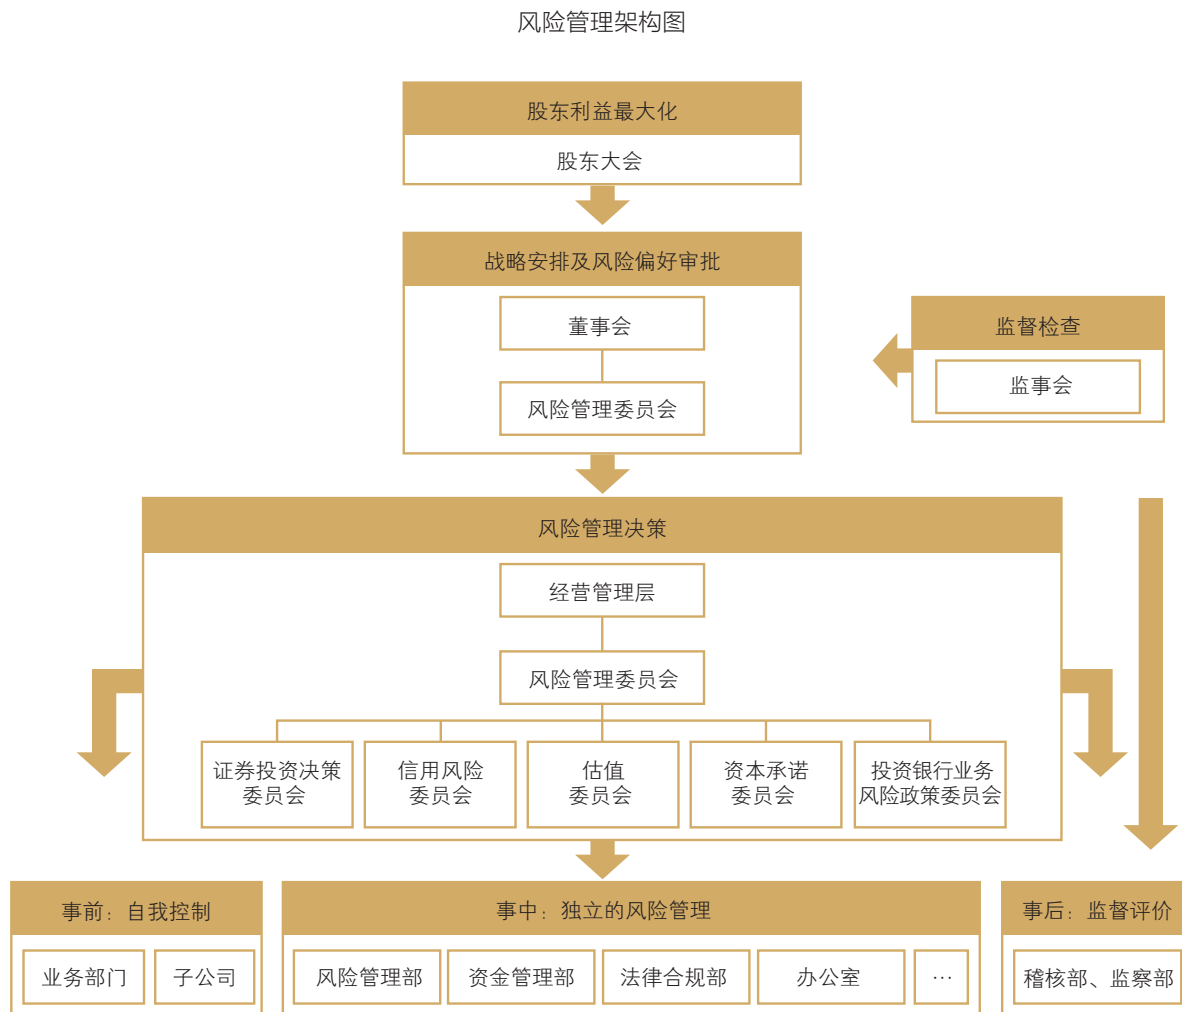 风险管理架构图
股东利益最大化
股东大会
战略安排及风险偏好审批
董事会
风险管理委员会
监督检查
监事会
风险管理决策
经营管理层
风险管理委员会
证券投资决策
委员会
信用风险
委员会
估值
委员会
资本承诺
委员会
投资银行业务
风险政策委员会
事前：自我控制
业务部门
子公司
事中：独立的风险管理
风险管理部
资金管理部
法律合规部
办公室
…
事后：监督评价
稽核部、监察部